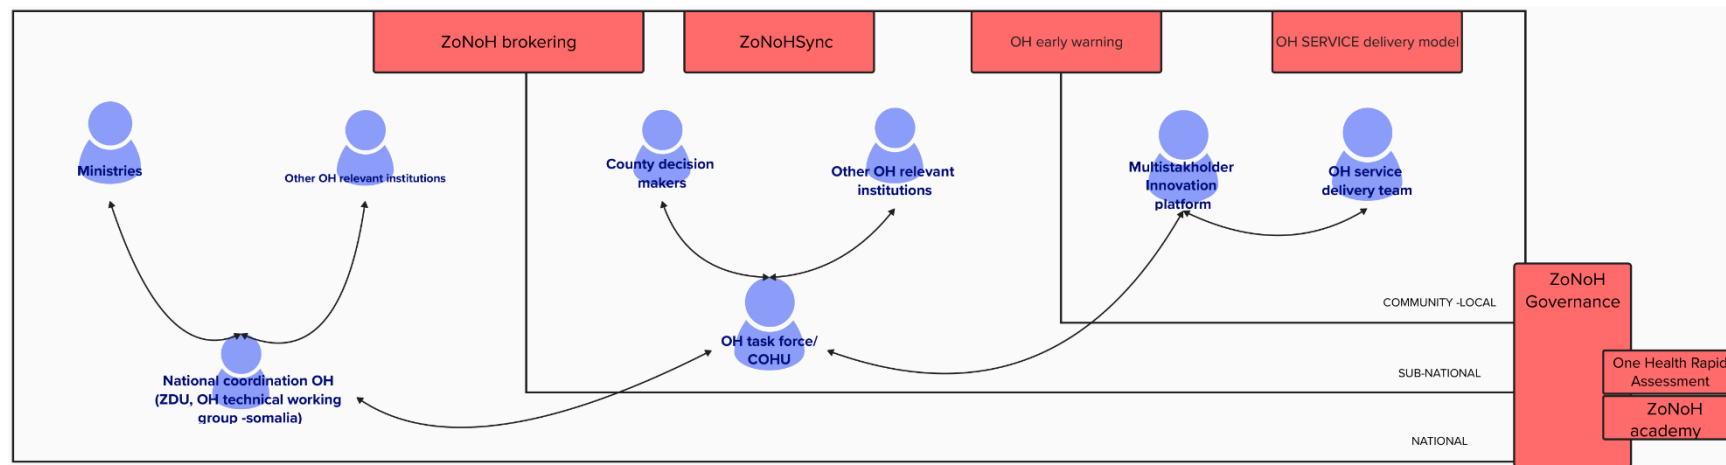 ZoNoH brokering
ZoNoHSync
OH early warning
OH SERVICE delivery model
Ministries
Other OH relevant institutions
County decision
makers
Other OH relevant
institutions
Multistakholder
Innovation
platform
OH service
delivery team
National coordination OH
(ZDU, OH technical working
group -somalia)
OH task force/
COHU
COMMUNITY -LOCAL
SUB-NATIONAL
NATIONAL
ZoNoH
Governance
One Health Rapid
Assessment
ZoNoH
academy